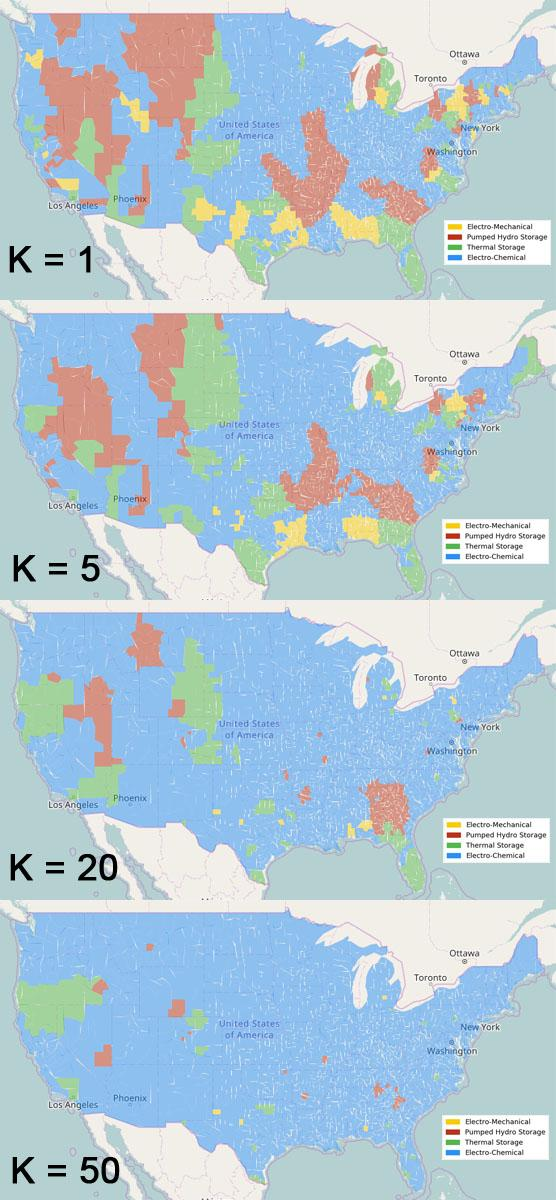 Ottawa
Toronto
United States
of America
New York
Washington
Los Angeles
Phoenix
Electro-Mechanical
Pumped Hydro Storage
Thermal Storage
Electro-Chemical
K = 1
Ottawa
Toronto
United States
of America
New York
Washington
Los Angeles
Phoenix
Electro-Mechanical
Pumped Hydro Storage
Thermal Storage
Electro-Chemical
K = 5
Ottawa
Toronto
United States
of America
New York
Washington
Los Angeles
Phoenix
Electro-Mechanical
Pumped Hydro Storage
Thermal Storage
Electro-Chemical
K = 20
Ottawa
Toronto
United States
of America
New York
Washington
Los Angeles
Phoenix
Electro-Mechanical
Pumped Hydro Storage
Thermal Storage
Electro-Chemical
K = 50